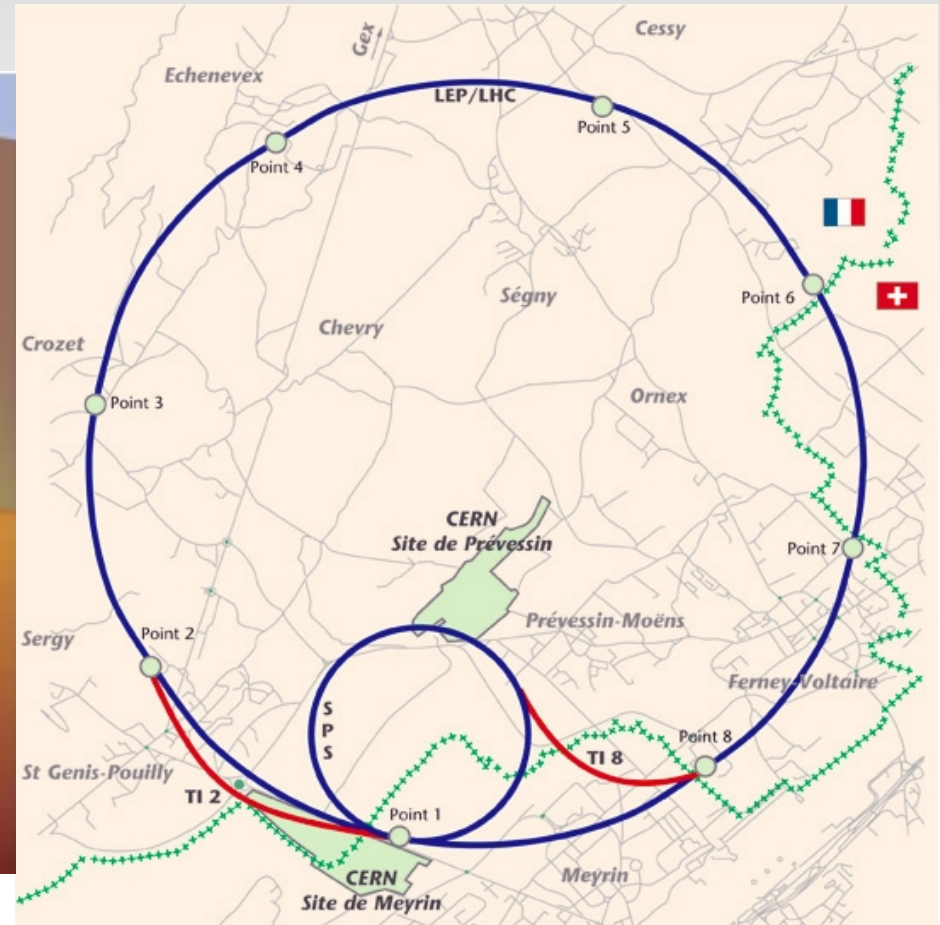 Cessy
Gex
Echenevex
LEP/LHC
Point 5
Point 4
Point 6
Ségny
Chevry
Crozet
Ornex
Point 3
CERN
Site de Prévessin
Point 7
Prévessin-Moëns
Point 2
Sergy
Ferney-Voltaire
S
P
S
Point 8
TI 8
St Genis-Pouilly
TI 2
Point 1
Meyrin
CERN
Site de Meyrin